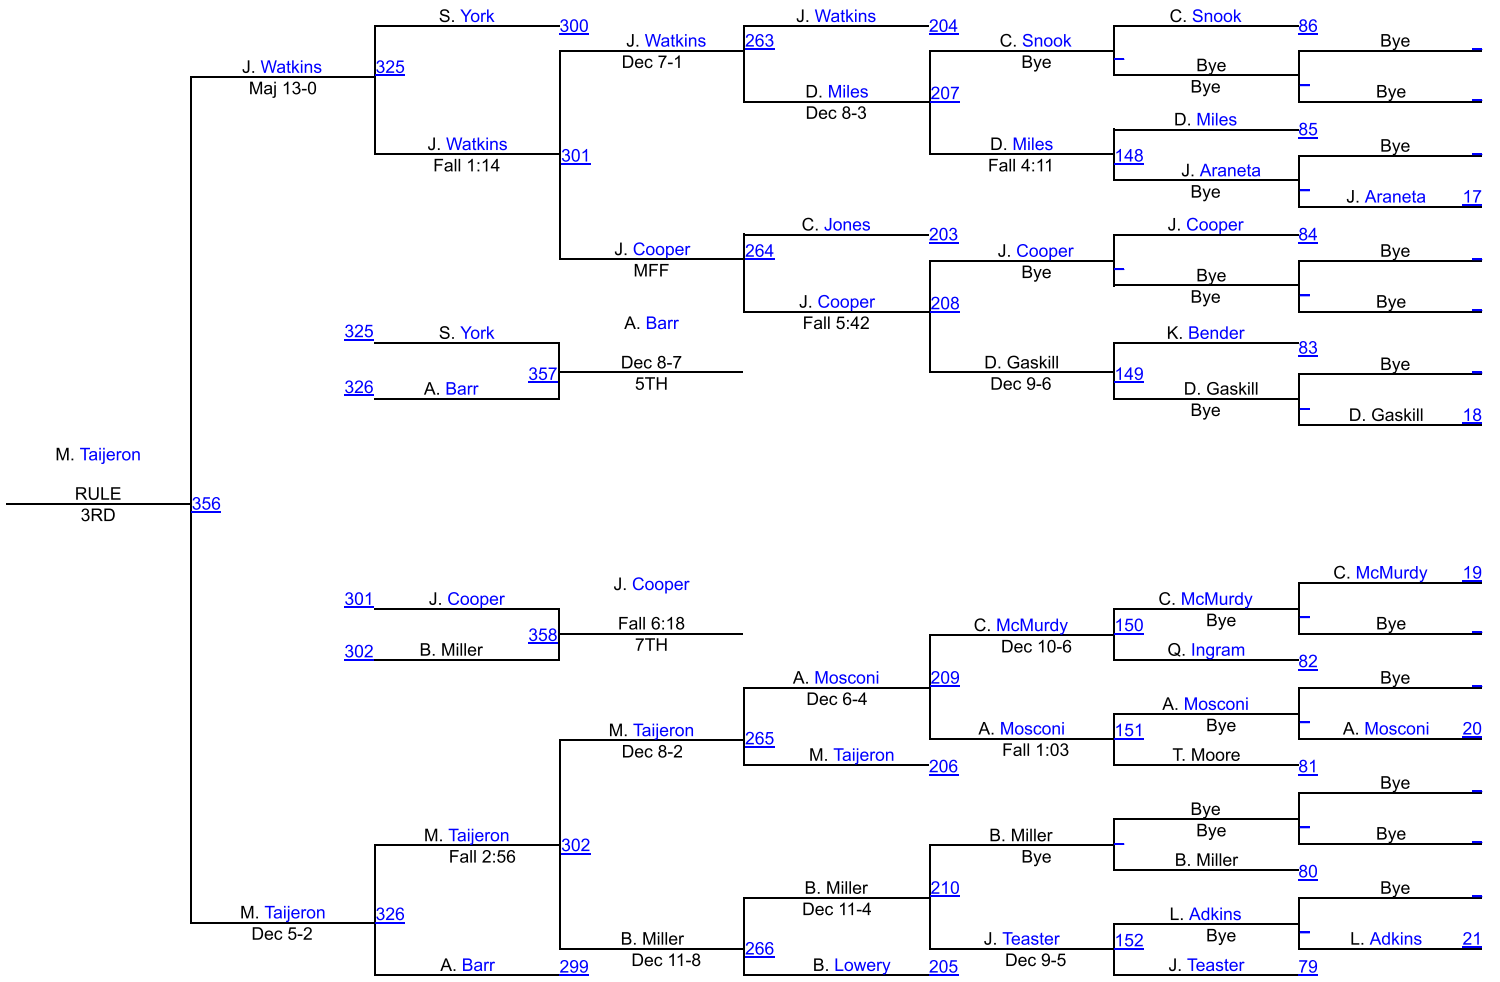 S. York
300
J. Watkins
204
C. Snook
86
J. Watkins
263
C. Snook
Bye
Dec 7-1
Bye
J. Watkins
325
Bye
Maj 13-0
Bye
D. Miles
207
Bye
Dec 8-3
D. Miles
85
J. Watkins
301
D. Miles
148
Bye
Fall 1:14
Fall 4:11
J. Araneta
Bye
J. Araneta
17
C. Jones
203
J. Cooper
84
J. Cooper
264
J. Cooper
Bye
MFF
Bye
Bye
J. Cooper
208
Bye
Bye
Fall 5:42
325
S. York
A. Barr
K. Bender
83
Dec 8-7
D. Gaskill
149
Bye
357
5TH
Dec 9-6
326
A. Barr
D. Gaskill
Bye
D. Gaskill
18
M. Taijeron
RULE
356
3RD
C. McMurdy
19
301
J. Cooper
J. Cooper
C. McMurdy
Bye
Fall 6:18
C. McMurdy
150
Bye
358
7TH
Dec 10-6
302
B. Miller
Q. Ingram
82
A. Mosconi
209
Bye
Dec 6-4
A. Mosconi
Bye
M. Taijeron
265
A. Mosconi
151
A. Mosconi
20
Dec 8-2
Fall 1:03
M. Taijeron
206
T. Moore
81
Bye
Bye
Bye
M. Taijeron
302
B. Miller
Bye
Fall 2:56
Bye
B. Miller
80
B. Miller
210
Bye
Dec 11-4
M. Taijeron
326
L. Adkins
Dec 5-2
Bye
B. Miller
266
J. Teaster
152
L. Adkins
21
Dec 11-8
Dec 9-5
A. Barr
299
B. Lowery
205
J. Teaster
79